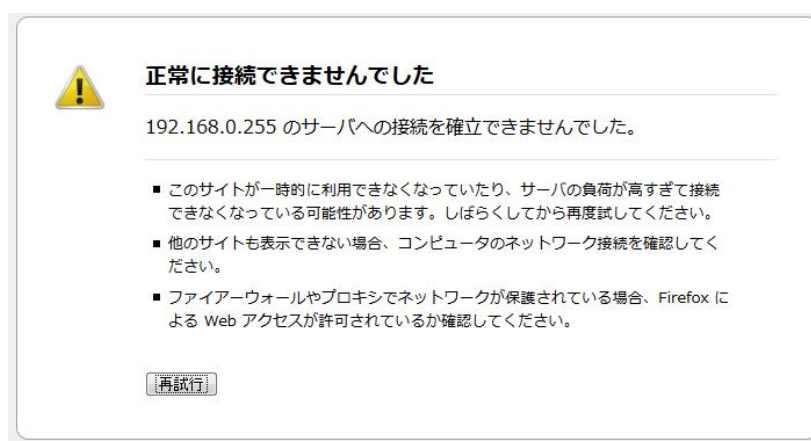 正常に接続できませんでした
192.168.0.255 のサーバへの接続を確立できませんでした。
■ このサイトが一時的に利用できなくなっていたり、サーバの負荷が高すぎて接続
できなくなっている可能性があります。しばらくしてから再度試してください。
■ 他のサイトも表示できない場合、コンピュータのネットワーク接続を確認してく
ださい。
■ ファイアーウォールやプロキシでネットワークが保護されている場合、Firefox に
よる Web アクセスが許可されているか確認してください。
再試行